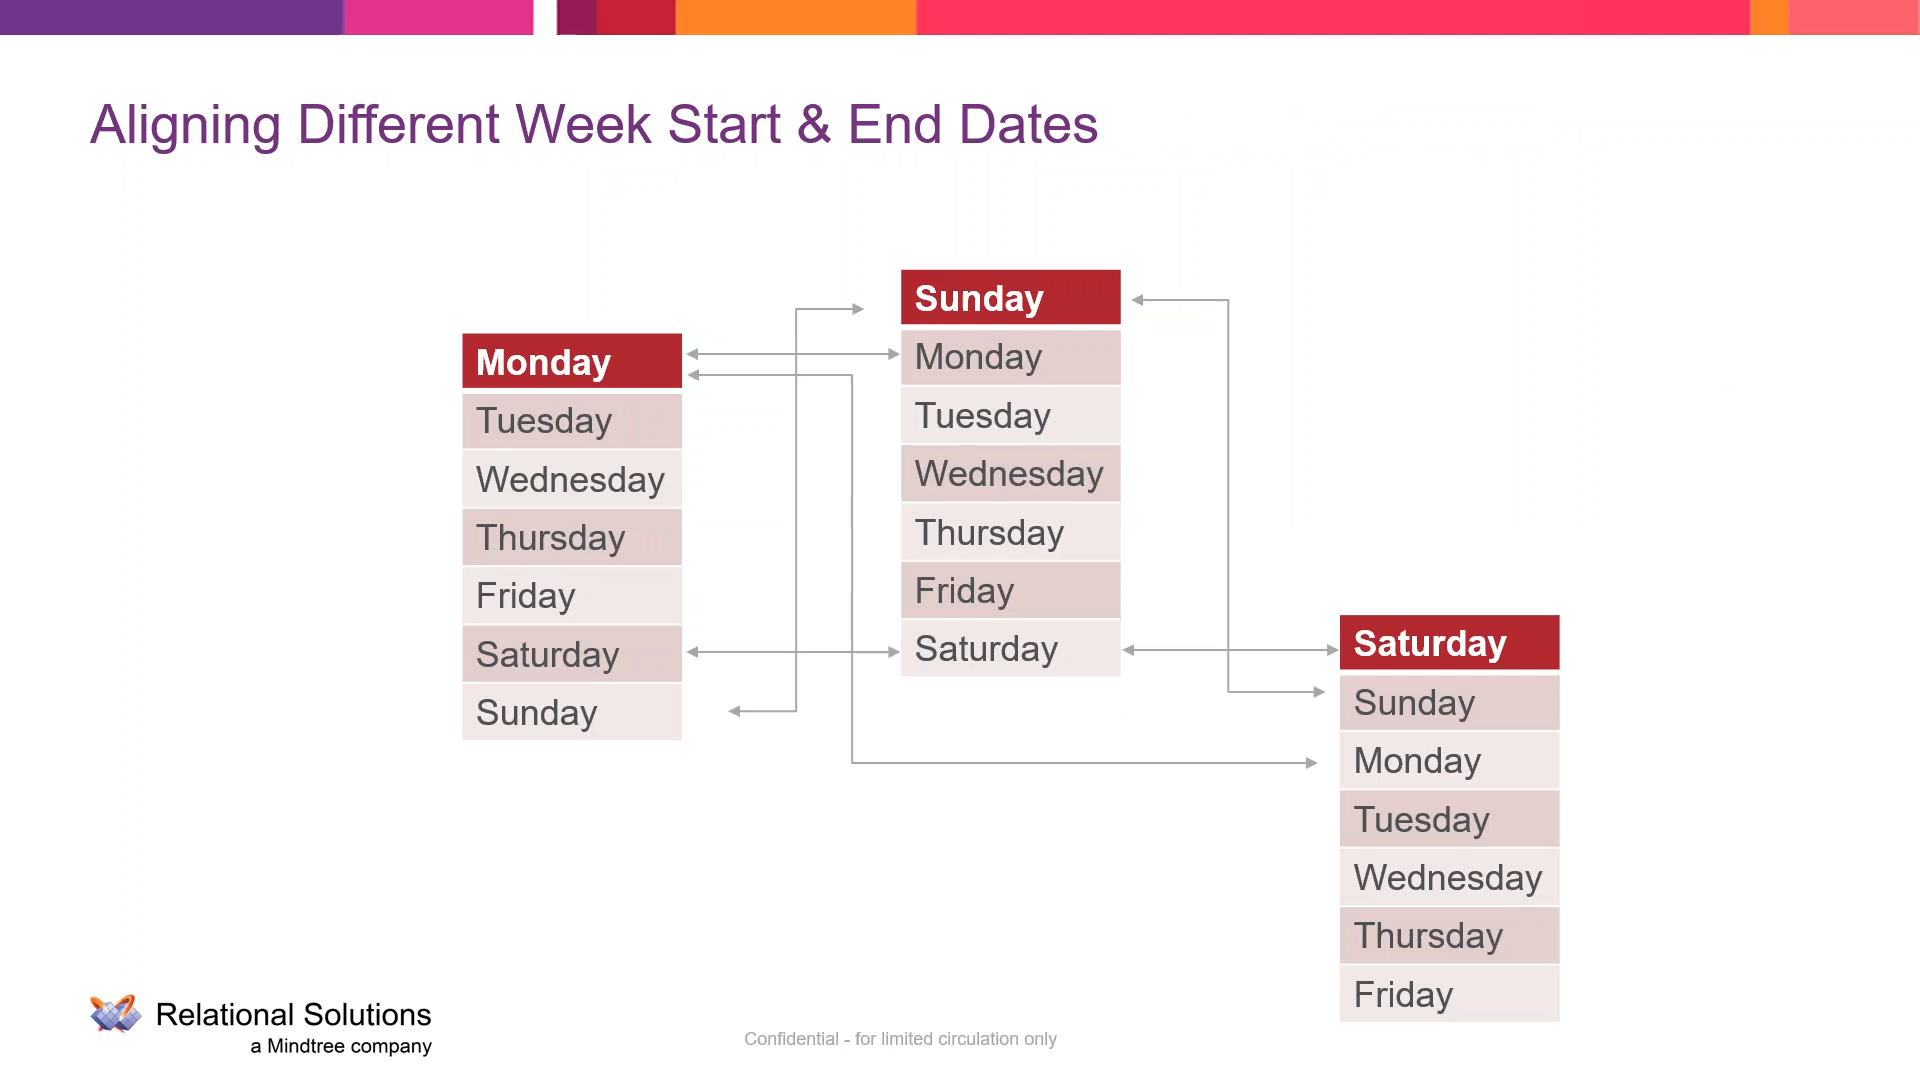 Aligning Different Week Start & End Dates
Monday
Tuesday
Wednesday
Thursday
Friday
Saturday
Sunday
Sunday
Monday
Tuesday
Wednesday
Thursday
Friday
Saturday
Saturday
Sunday
Monday
Tuesday
Wednesday
Thursday
Friday
Relational Solutions
a Mindtree company
Confidential - for limited circulation only